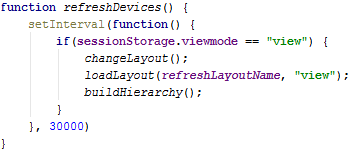 function refreshDevices() {
    setInterval(function() {
        if(sessionStorage.viewmode == "view") {
            changeLayout();
            loadLayout(refreshLayoutName, "view");
            buildHierarchy();
        }
    }, 30000)
}